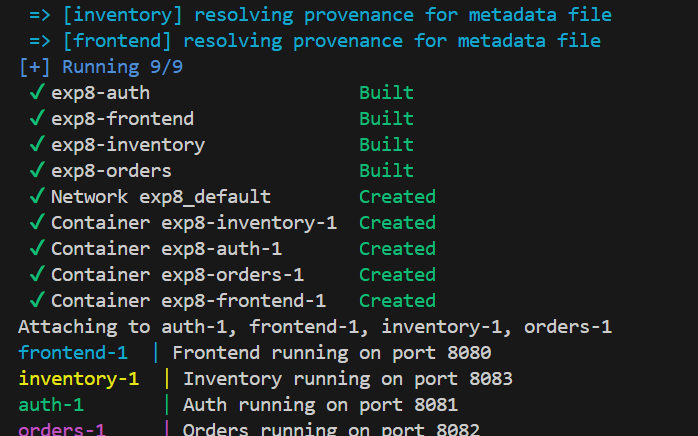 => [inventory] resolving provenance for metadata file
=> [frontend] resolving provenance for metadata file
[+] Running 9/9
✓ exp8-auth Built
✓ exp8-frontend Built
✓ exp8-inventory Built
✓ exp8-orders Built
✓ Network exp8_default Created
✓ Container exp8-inventory-1 Created
✓ Container exp8-auth-1 Created
✓ Container exp8-orders-1 Created
✓ Container exp8-frontend-1 Created
Attaching to auth-1, frontend-1, inventory-1, orders-1
frontend-1 | Frontend running on port 8080
inventory-1 | Inventory running on port 8083
auth-1 | Auth running on port 8081
orders-1 | Orders running on port 8082